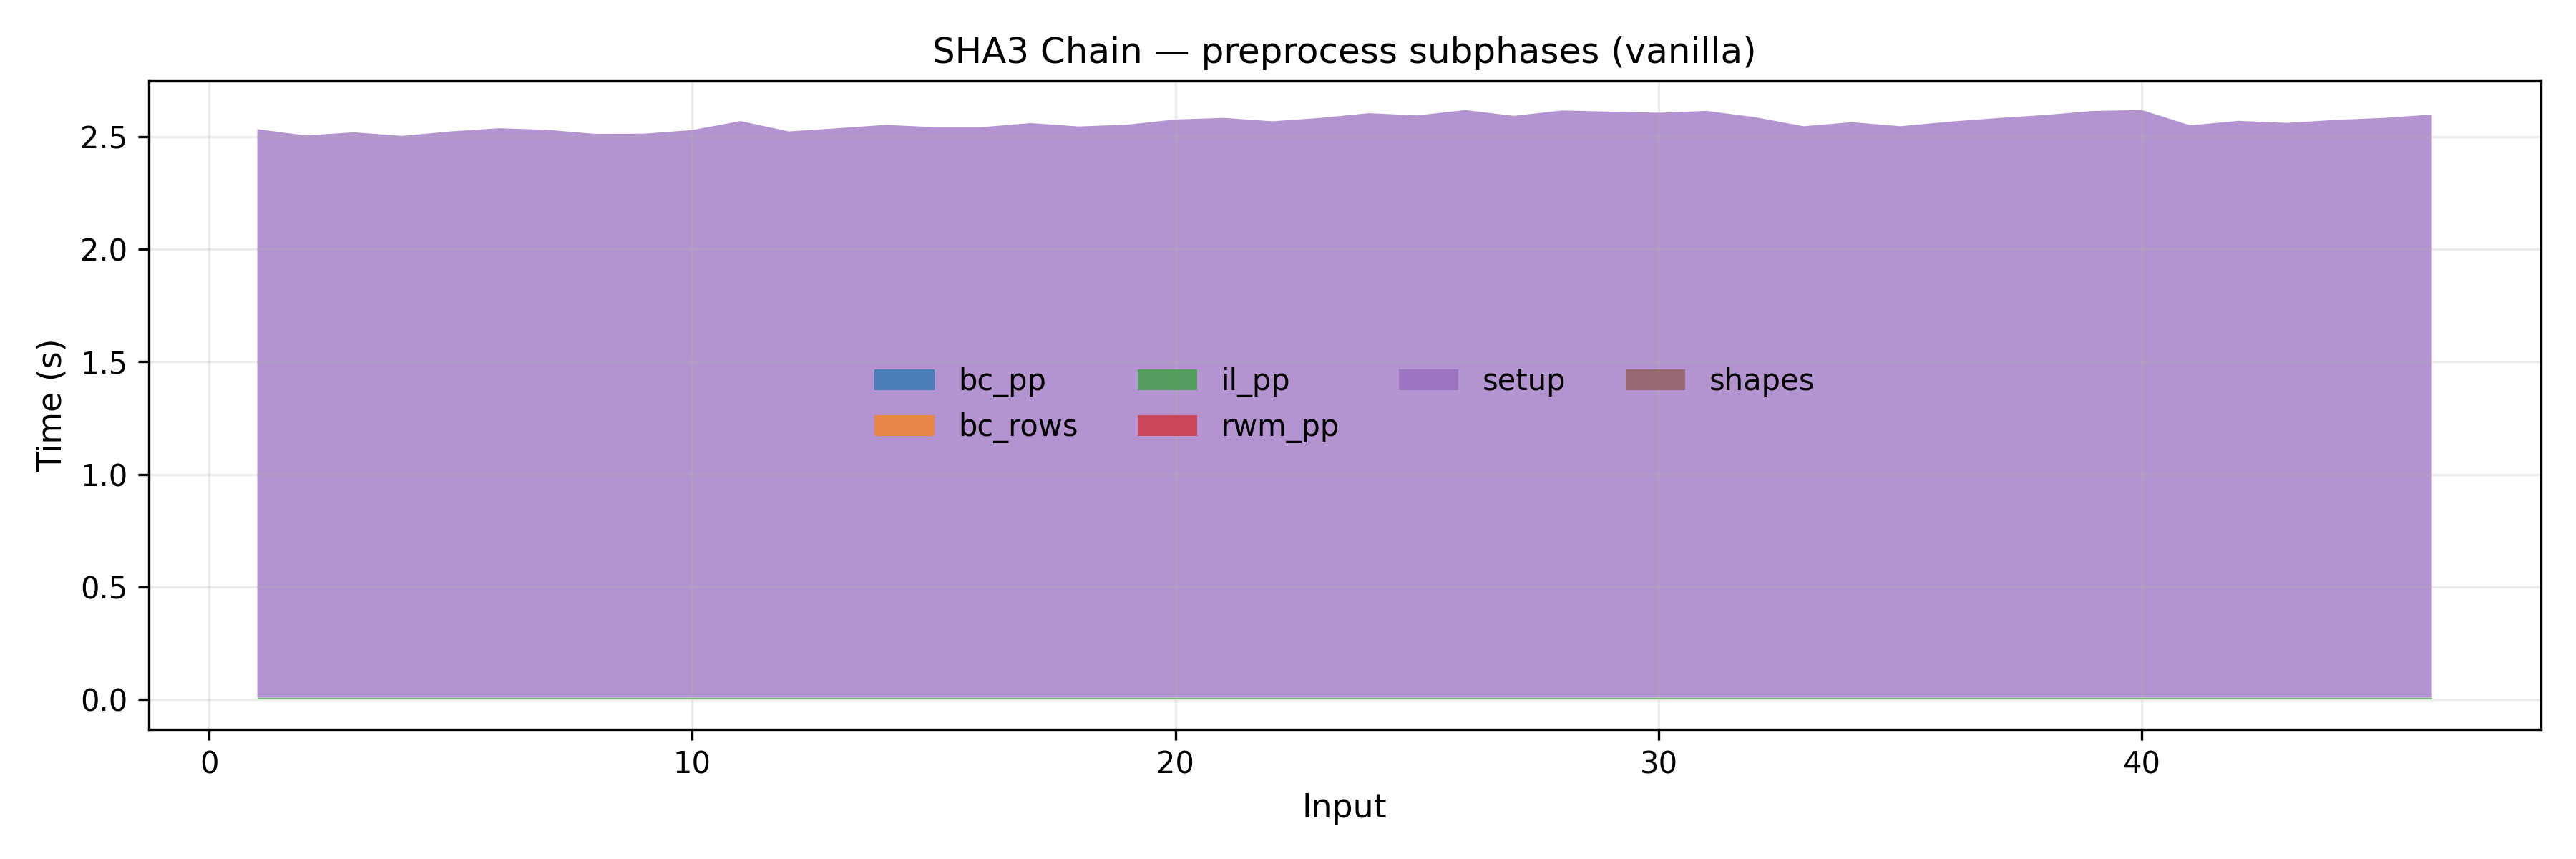 SHA3 Chain — preprocess subphases (vanilla)
Time (s)
2.5
2.0
1.5
1.0
0.5
0.0
bc_pp il_pp setup shapes
bc_rows rwm_pp
0 10 20 30 40
Input